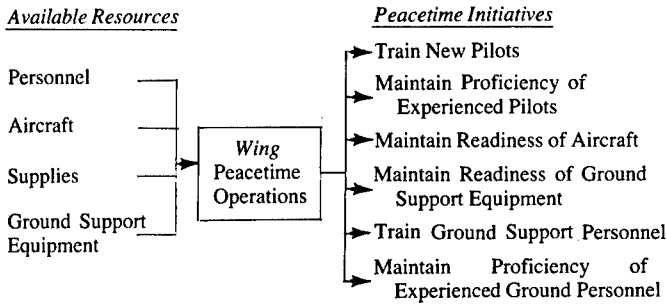 Available Resources
Personnel
Aircraft
Supplies
Ground Support
Equipment
Wing
Peacetime
Operations
Peacetime Initiatives
Train New Pilots
Maintain Proficiency of
Experienced Pilots
Maintain Readiness of Aircraft
Maintain Readiness of Ground
Support Equipment
Train Ground Support Personnel
Maintain Proficiency of
Experienced Ground Personnel